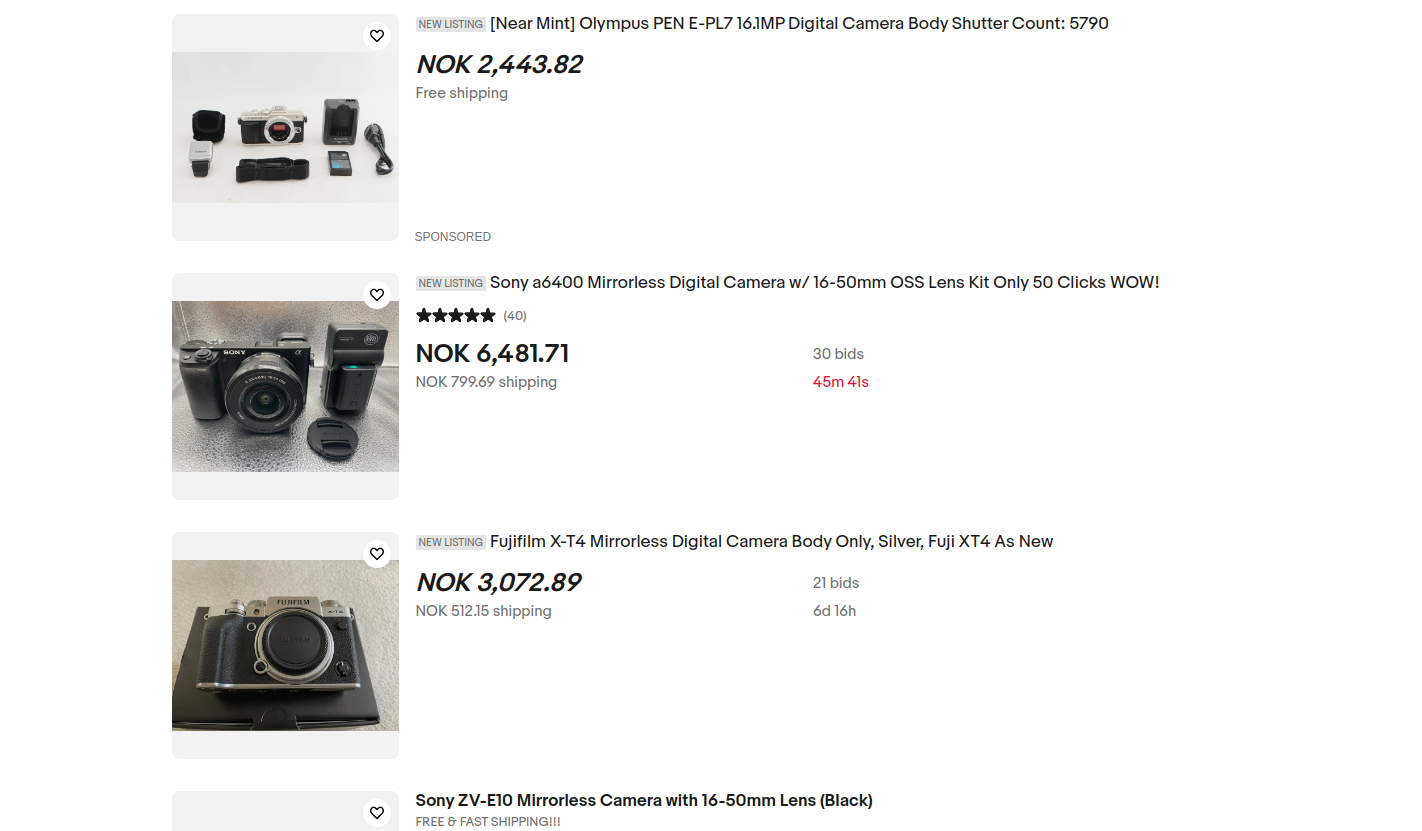 NEW LISTING [Near Mint] Olympus PEN E-PL7 16.1MP Digital Camera Body Shutter Count: 5790
NOK 2,443.82
Free shipping
SPONSORED
NEW LISTING Sony a6400 Mirrorless Digital Camera w/ 16-50mm OSS Lens Kit Only 50 Clicks WOW!
(40)
NOK 6,481.71 30 bids
NOK 799.69 shipping 45m 41s
SONY
NEW LISTING Fujifilm X-T4 Mirrorless Digital Camera Body Only, Silver, Fuji XT4 As New
NOK 3,072.89 21 bids
NOK 512.15 shipping 6d 16h
FUJIFILM
Sony ZV-E10 Mirrorless Camera with 16-50mm Lens (Black)
FREE & FAST SHIPPING!!!